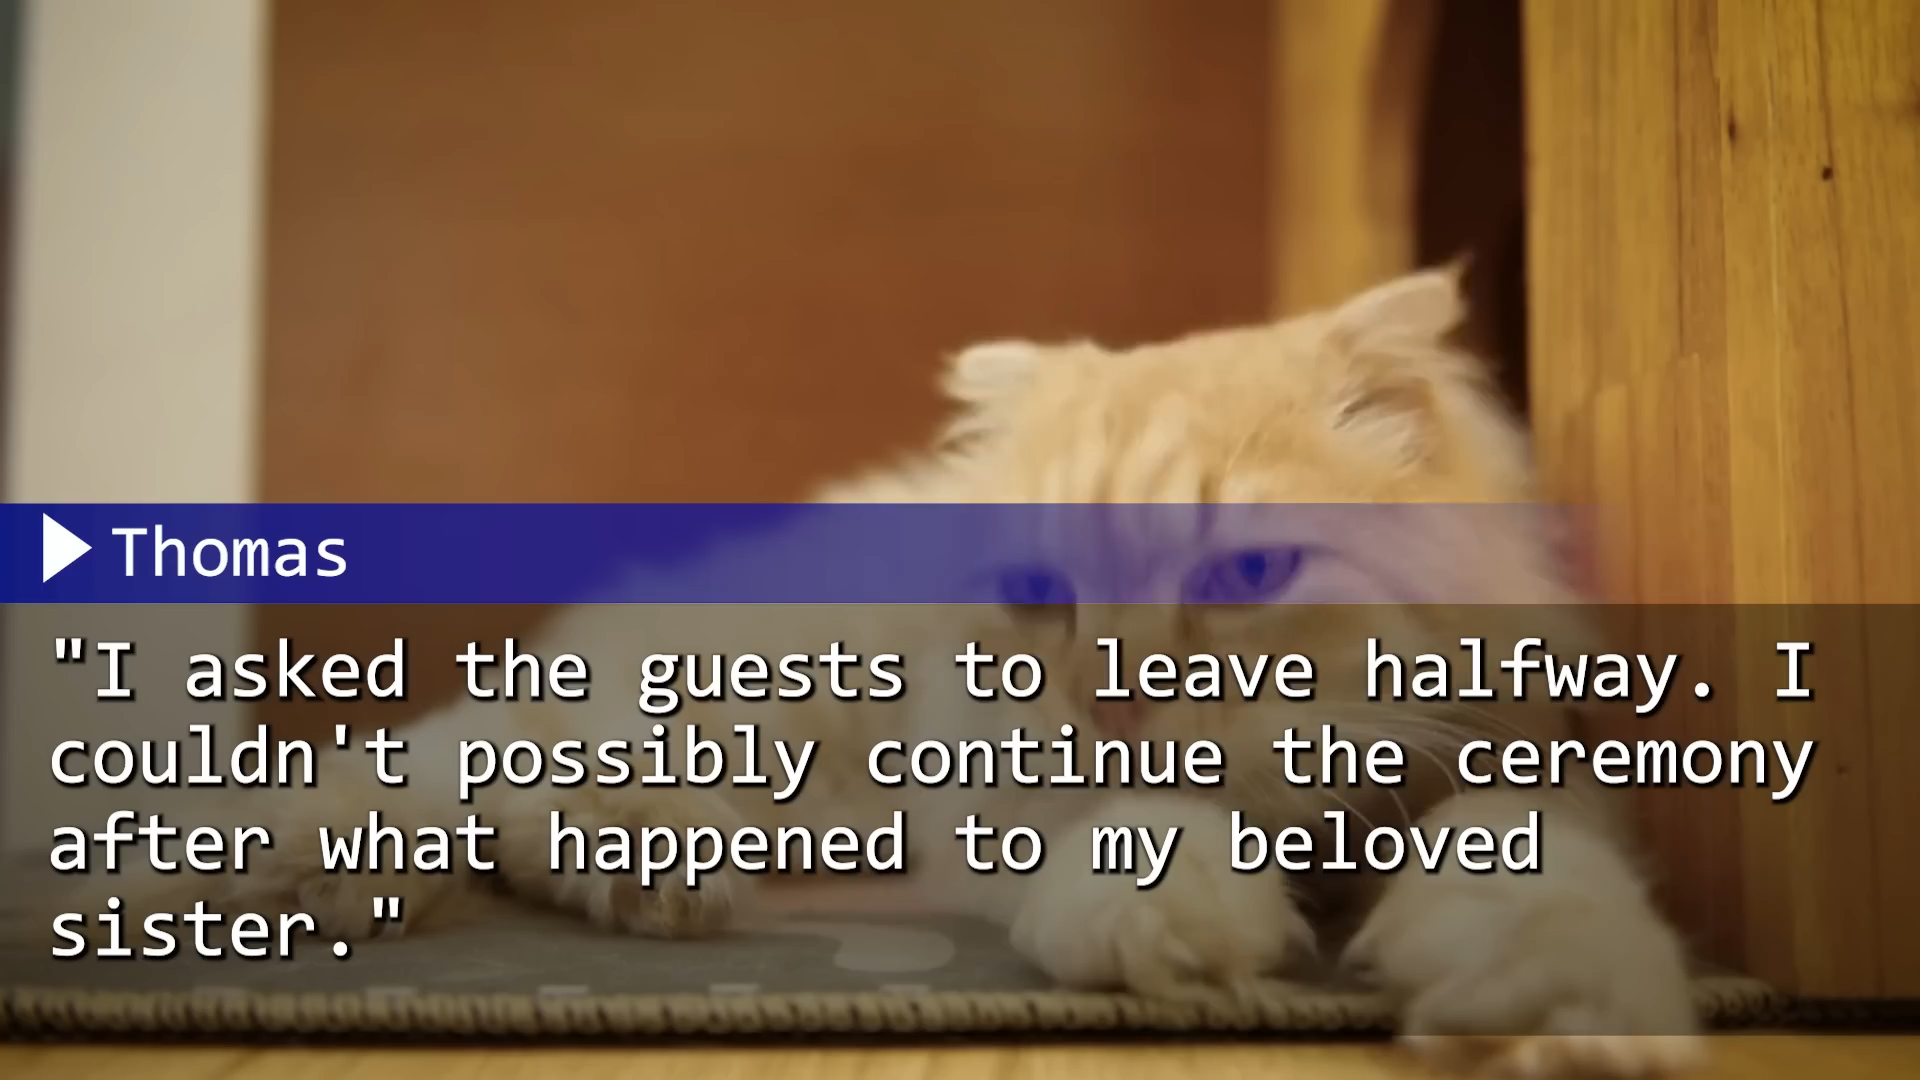 Thomas
"I asked the guests to leave halfway. I
couldn't possibly continue the ceremony
after what happened to my beloved
sister."